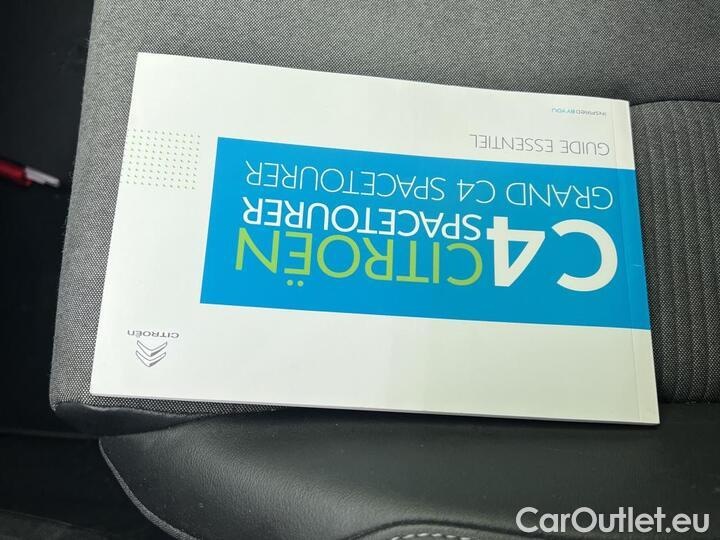 CITROËN
C4
CITROËN
SPACETOURER
GRAND C4 SPACETOURER
GUIDE ESSENTIEL
INSPIRED BY YOU
CarOutlet.eu